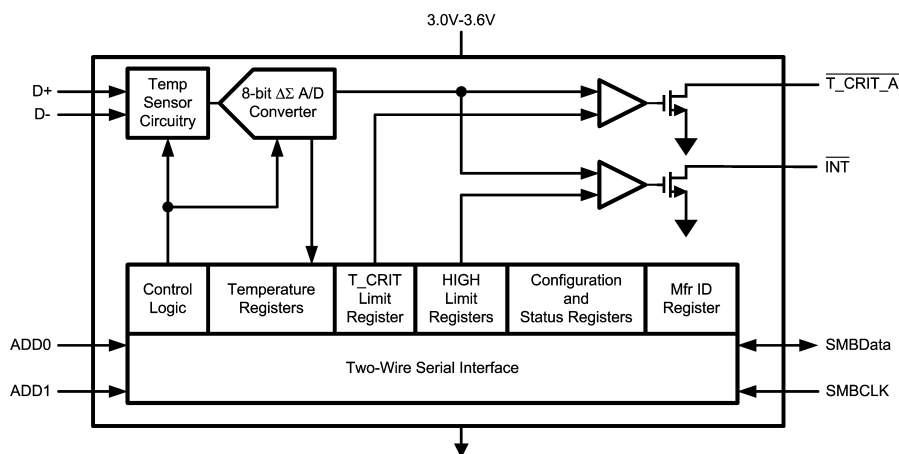 3.0V-3.6V
D+
D-
Temp
Sensor
Circuitry
8-bit ΔΣ A/D
Converter
T_CRIT_A
INT
Control
Logic
Temperature
Registers
T_CRIT
Limit
Register
HIGH
Limit
Registers
Configuration
and
Status Registers
Mfr ID
Register
ADD0
ADD1
Two-Wire Serial Interface
SMBData
SMBCLK